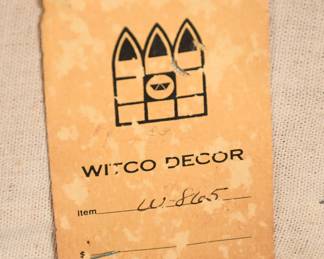 WITCO DECOR
Item W-865
$